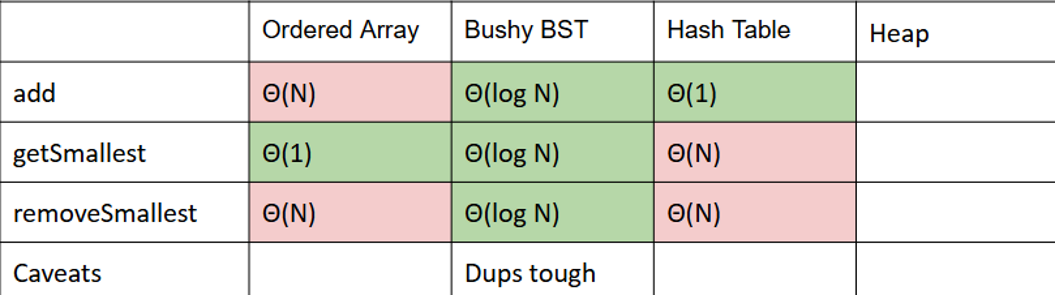 Ordered Array Bushy BST Hash Table Heap
add Θ(N) Θ(log N) Θ(1)
getSmallest Θ(1) Θ(log N) Θ(N)
removeSmallest Θ(N) Θ(log N) Θ(N)
Caveats Dups tough